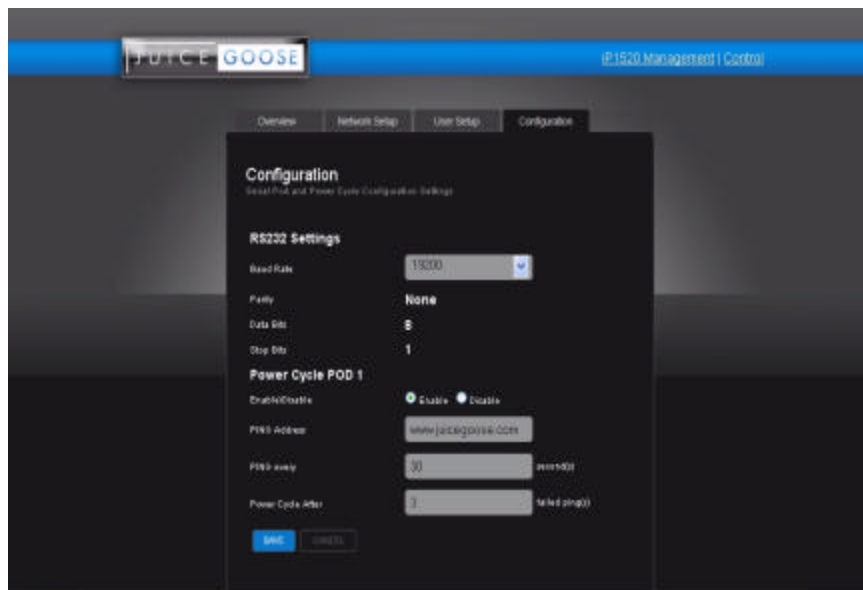 JUICE GOOSE
iP1520 Management | Control
Overview Network Setup User Setup Configuration
Configuration
Serial Port and Power Cycle Configuration Settings
RS232 Settings
Baud Rate 19200
Parity None
Data Bits 8
Stop Bits 1
Power Cycle POD 1
Enable/Disable Enable Disable
PING Address www.juicegoose.com
PING every 30 second(s)
Power Cycle After 3 failed ping(s)
SAVE CANCEL